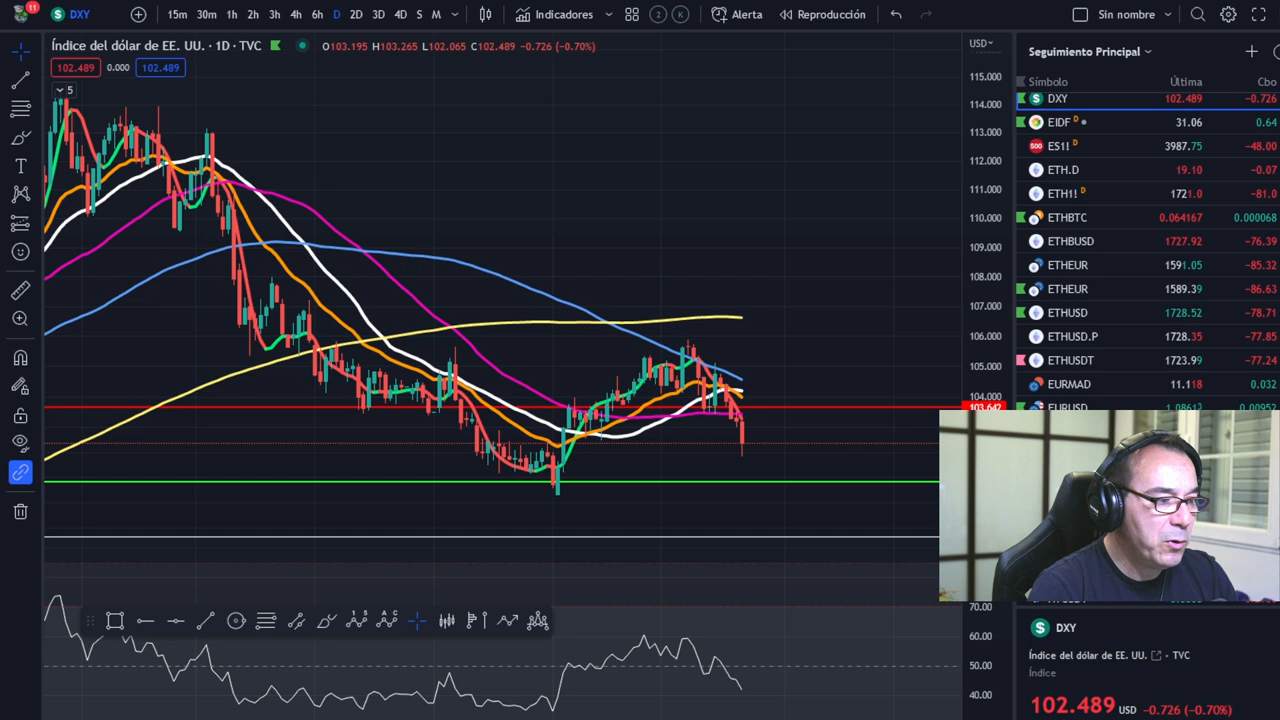 11 DXY 15m 30m 1h 2h 3h 4h 6h D 2D 3D 4D S M Indicadores 2 K Alerta Reproducción Sin nombre
Índice del dólar de EE. UU. · 1D · TVC O103.195 H103.265 L102.065 C102.489 −0.726 (−0.70%)
102.489 0.000 102.489
5
T
USD
115.000
114.000
113.000
112.000
111.000
110.000
109.000
108.000
107.000
106.000
105.000
104.000
103.647
70.00
60.00
50.00
40.00
1 5
A C
Seguimiento Principal
Símbolo Última Cbo
DXY 102.489 −0.726
EIDF D 31.06 0.64
500 ES1! D 3987.75 −48.00
ETH.D 19.10 −0.07
ETH1! D 1721.0 −81.0
ETHBTC 0.064167 0.000068
ETHBUSD 1727.92 −76.39
ETHEUR 1591.05 −85.32
ETHEUR 1589.39 −86.63
ETHUSD 1728.52 −78.71
ETHUSD.P 1728.35 −77.85
ETHUSDT 1723.99 −77.24
EURMAD 11.118 0.032
EURUSD 1.08613 0.00952
DXY
Índice del dólar de EE. UU. • TVC
Índice
102.489 USD −0.726 (−0.70%)